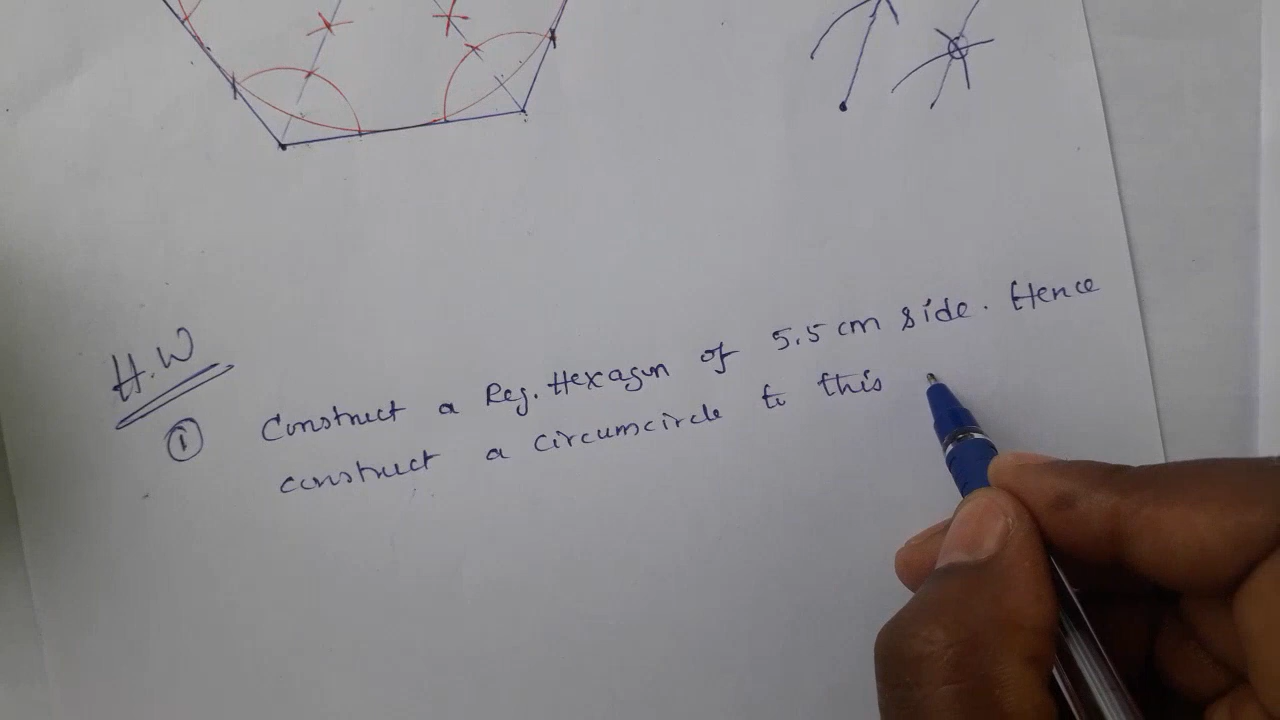 H.W
① Construct a Reg. Hexagon of 5.5 cm side. Hence
construct a circumcircle to this